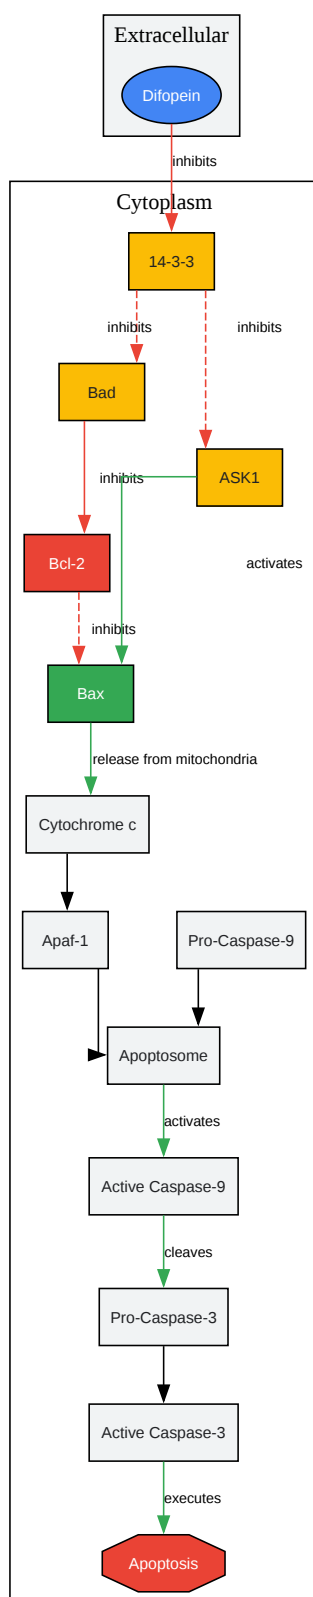 Extracellular
Difopein
inhibits
Cytoplasm
14-3-3
inhibits
inhibits
Bad
ASK1
inhibits
activates
Bcl-2
inhibits
Bax
release from mitochondria
Cytochrome c
Apaf-1
Pro-Caspase-9
Apoptosome
activates
Active Caspase-9
cleaves
Pro-Caspase-3
Active Caspase-3
executes
Apoptosis